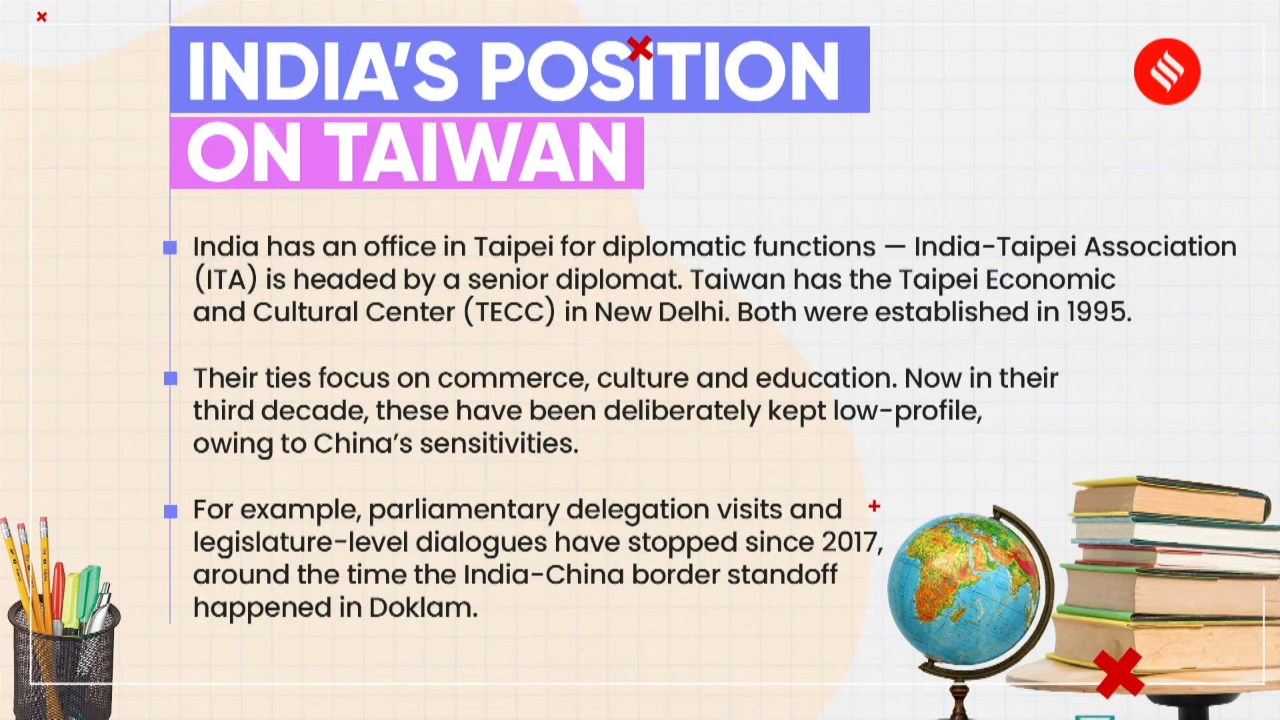 INDIA’S POSITION
ON TAIWAN
India has an office in Taipei for diplomatic functions — India-Taipei Association
(ITA) is headed by a senior diplomat. Taiwan has the Taipei Economic
and Cultural Center (TECC) in New Delhi. Both were established in 1995.
Their ties focus on commerce, culture and education. Now in their
third decade, these have been deliberately kept low-profile,
owing to China’s sensitivities.
For example, parliamentary delegation visits and
legislature-level dialogues have stopped since 2017,
around the time the India-China border standoff
happened in Doklam.